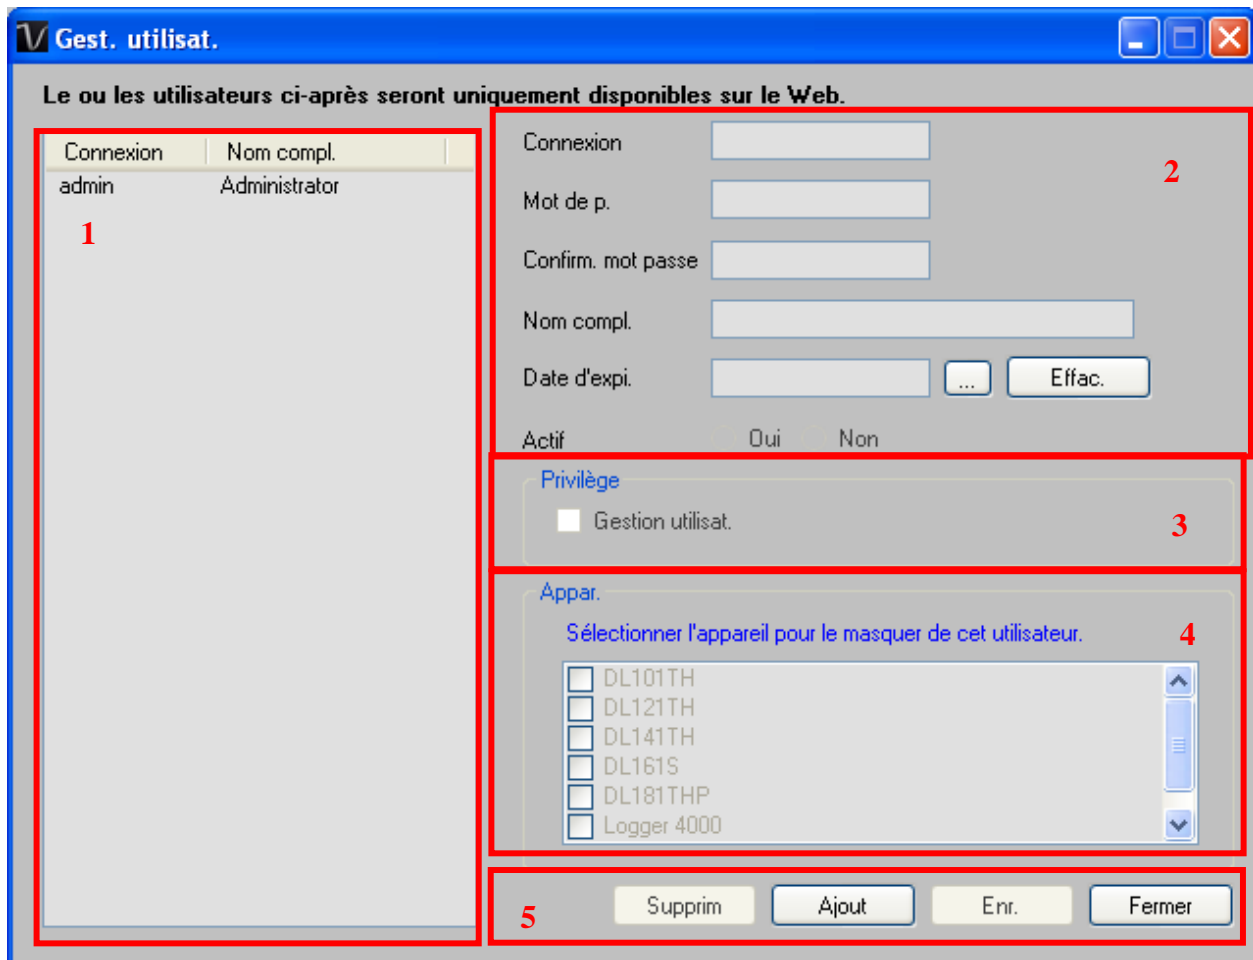 Gest. utilisat.
Le ou les utilisateurs ci-après seront uniquement disponibles sur le Web.
Connexion Nom compl.
admin Administrator
1
Connexion
2
Mot de p.
Confirm. mot passe
Nom compl.
Date d'expi. ... Effac.
Actif Oui Non
Privilège
Gestion utilisat.
3
Appar.
Sélectionner l'appareil pour le masquer de cet utilisateur.
4
DL101TH
DL121TH
DL141TH
DL161S
DL181THP
Logger 4000
5
Supprim Ajout Enr. Fermer